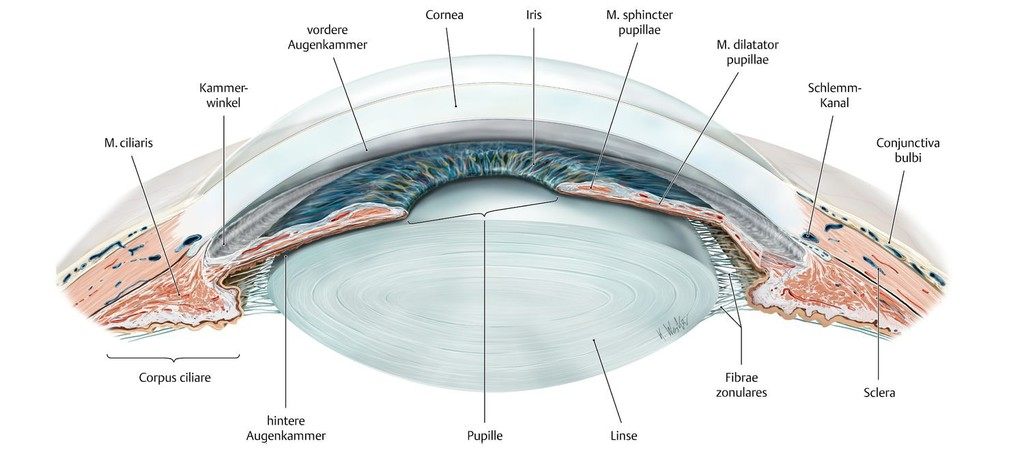 Cornea
Iris
M. sphincter
pupillae
vordere
Augenkammer
M. dilatator
pupillae
Kammer-
winkel
Schlemm-
Kanal
M. ciliaris
Conjunctiva
bulbi
Corpus ciliare
Fibrae
zonulares
Sclera
hintere
Augenkammer
Pupille
Linse